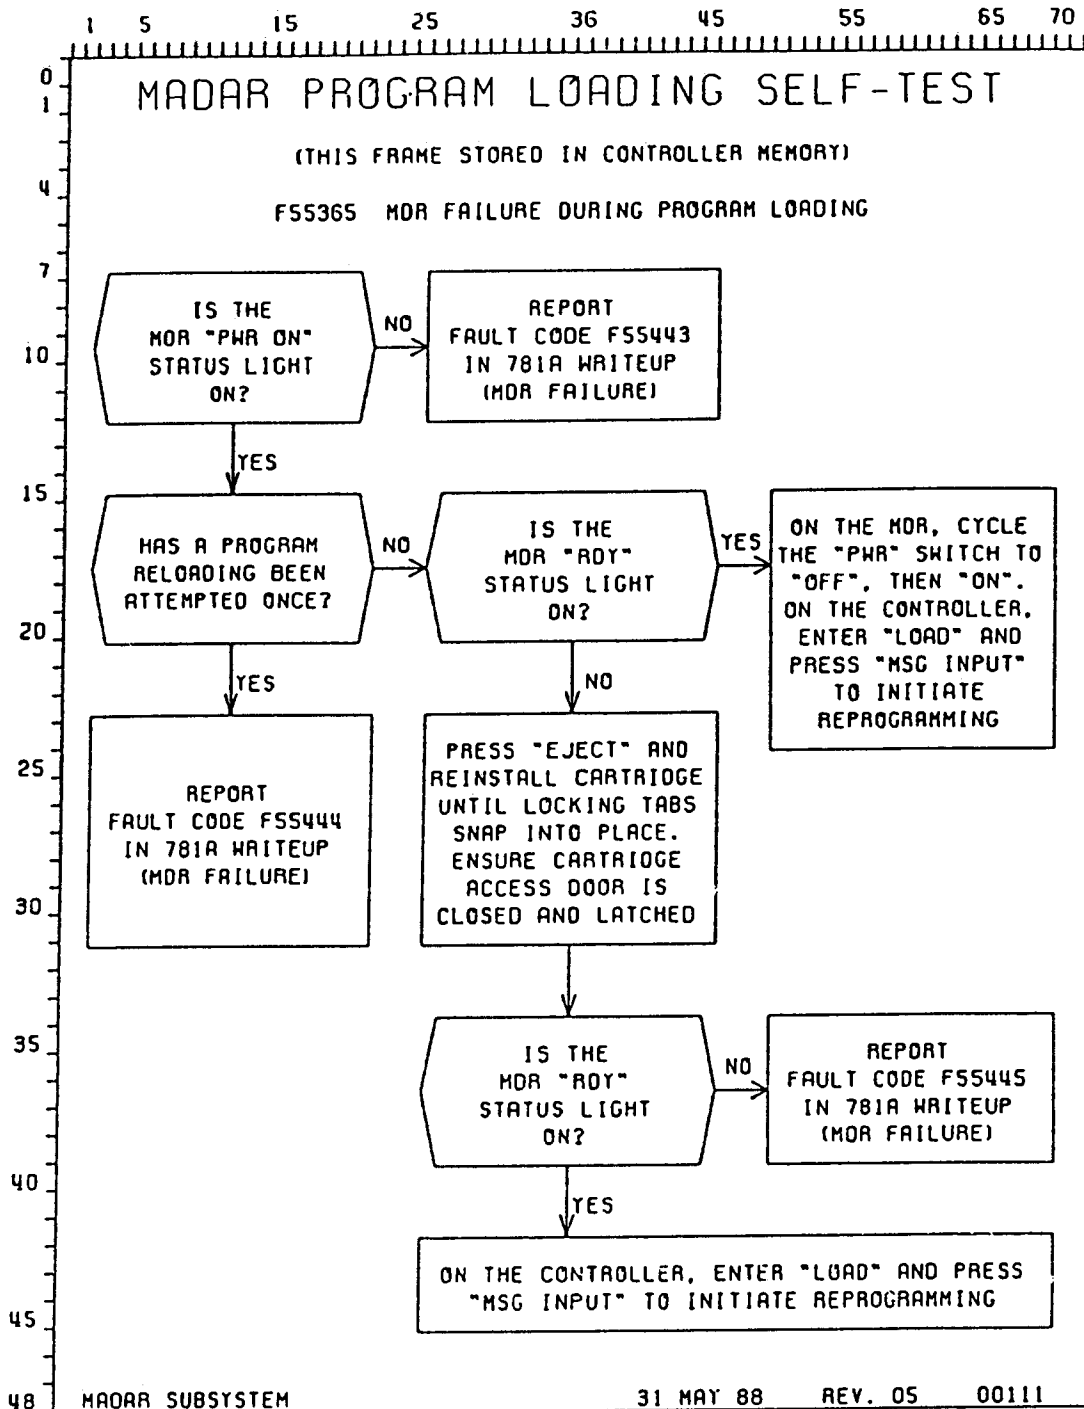 1 5 15 25 36 45 55 65 70
0
1
MADAR PROGRAM LOADING SELF-TEST
(THIS FRAME STORED IN CONTROLLER MEMORY)
4
F55365 MDR FAILURE DURING PROGRAM LOADING
7
IS THE
MDR "PWR ON"
STATUS LIGHT
ON?
NO
REPORT
FAULT CODE F55443
IN 781A WRITEUP
(MDR FAILURE)
10
YES
15
HAS A PROGRAM
RELOADING BEEN
ATTEMPTED ONCE?
NO
IS THE
MDR "RDY"
STATUS LIGHT
ON?
YES
ON THE MDR, CYCLE
THE "PWR" SWITCH TO
"OFF", THEN "ON".
ON THE CONTROLLER,
ENTER "LOAD" AND
PRESS "MSG INPUT"
TO INITIATE
REPROGRAMMING
20
YES
NO
25
REPORT
FAULT CODE F55444
IN 781A WRITEUP
(MDR FAILURE)
PRESS "EJECT" AND
REINSTALL CARTRIDGE
UNTIL LOCKING TABS
SNAP INTO PLACE.
ENSURE CARTRIDGE
ACCESS DOOR IS
CLOSED AND LATCHED
30
35
IS THE
MDR "RDY"
STATUS LIGHT
ON?
NO
REPORT
FAULT CODE F55445
IN 781A WRITEUP
(MDR FAILURE)
40
YES
ON THE CONTROLLER, ENTER "LOAD" AND PRESS
"MSG INPUT" TO INITIATE REPROGRAMMING
45
48
MADAR SUBSYSTEM 31 MAY 88 REV. 05 00111